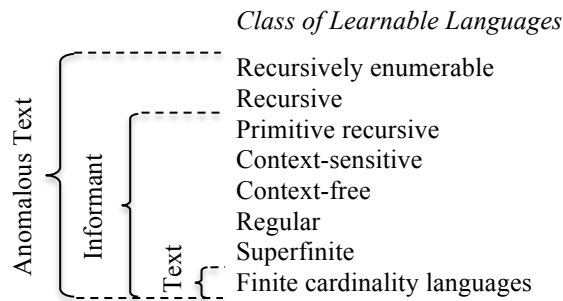 Class of Learnable Languages
Recursively enumerable
Recursive
Primitive recursive
Context-sensitive
Context-free
Regular
Superfinite
Finite cardinality languages
Anomalous Text
Informant
Text